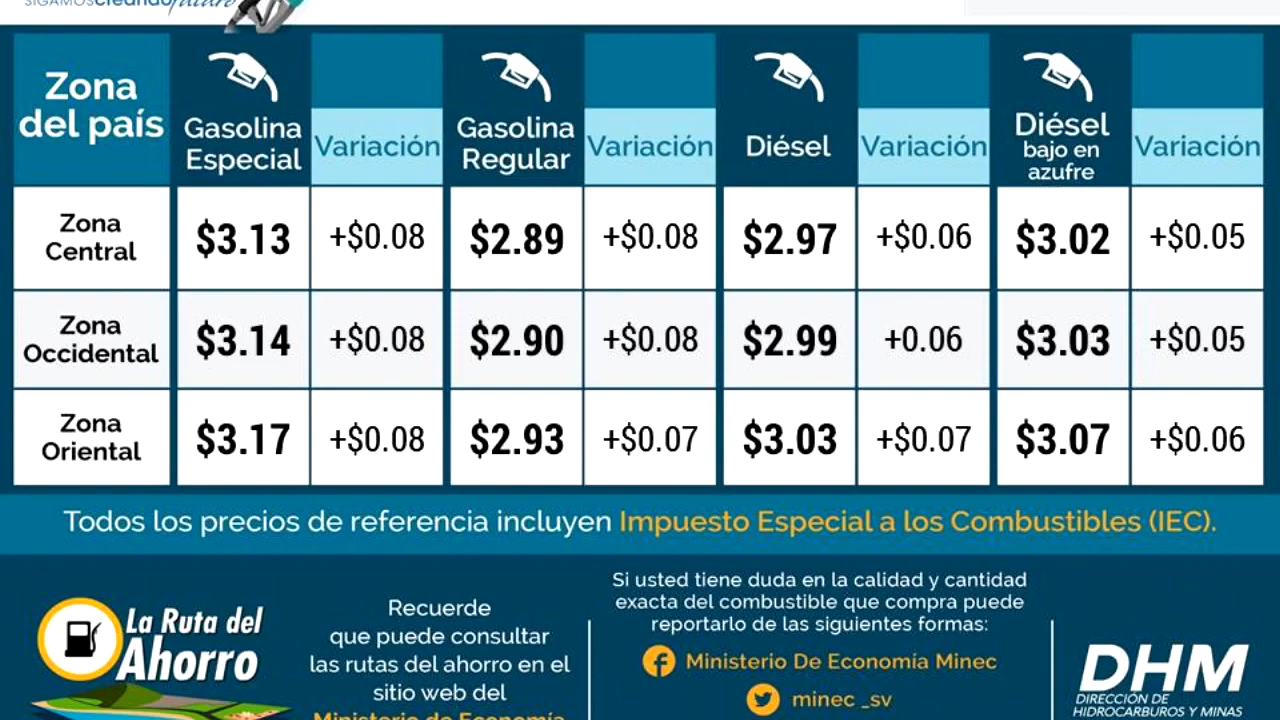 SIGAMOS creando futuro
Zona
del país
Gasolina
Especial
Variación
Gasolina
Regular
Variación
Diésel
Variación
Diésel
bajo en
azufre
Variación
Zona
Central
$3.13
+$0.08
$2.89
+$0.08
$2.97
+$0.06
$3.02
+$0.05
Zona
Occidental
$3.14
+$0.08
$2.90
+$0.08
$2.99
+0.06
$3.03
+$0.05
Zona
Oriental
$3.17
+$0.08
$2.93
+$0.07
$3.03
+$0.07
$3.07
+$0.06
Todos los precios de referencia incluyen Impuesto Especial a los Combustibles (IEC).
La Ruta del
Ahorro
Recuerde
que puede consultar
las rutas del ahorro en el
sitio web del
Ministerio de Economía
Si usted tiene duda en la calidad y cantidad
exacta del combustible que compra puede
reportarlo de las siguientes formas:
Ministerio De Economía Minec
minec _sv
DHM
DIRECCIÓN DE
HIDROCARBUROS Y MINAS